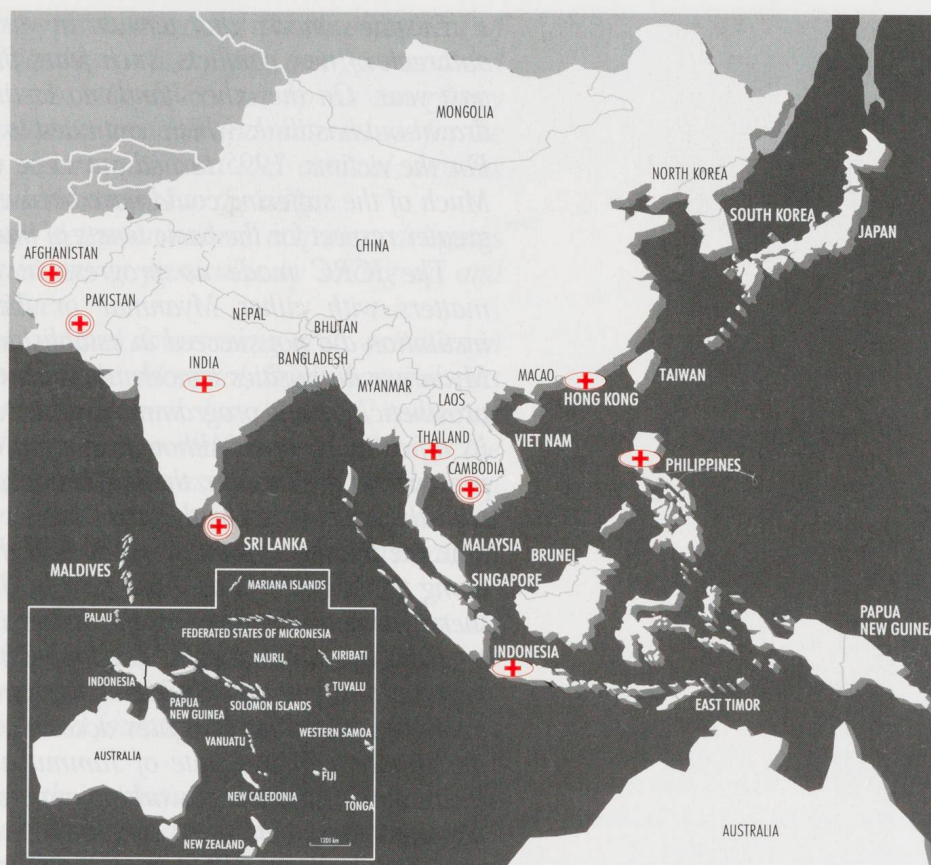 MONGOLIA
NORTH KOREA
SOUTH KOREA
JAPAN
CHINA
AFGHANISTAN
PAKISTAN
NEPAL
BHUTAN
INDIA
BANGLADESH
MYANMAR
LAOS
MACAO
HONG KONG
TAIWAN
THAILAND
VIET NAM
CAMBODIA
PHILIPPINES
SRI LANKA
MALDIVES
MALAYSIA
BRUNEI
SINGAPORE
INDONESIA
PAPUA
NEW GUINEA
EAST TIMOR
AUSTRALIA
MARIANA ISLANDS
PALAU
FEDERATED STATES OF MICRONESIA
NAURU
KIRIBATI
INDONESIA
TUVALU
PAPUA
NEW GUINEA
SOLOMON ISLANDS
VANUATU
WESTERN SAMOA
AUSTRALIA
FIJI
NEW CALEDONIA
TONGA
NEW ZEALAND
1300 km